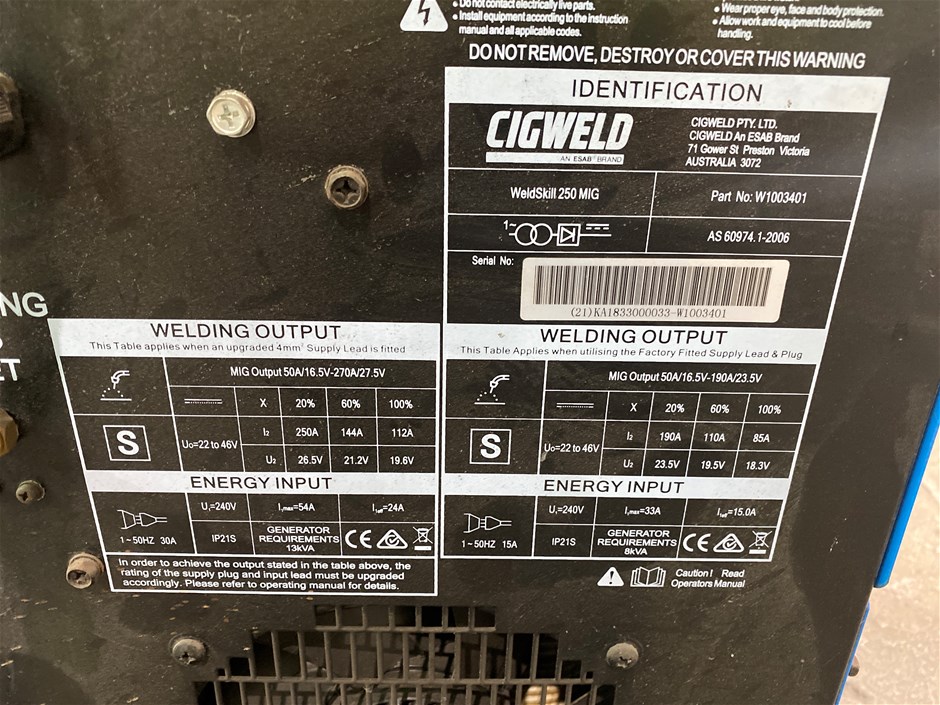 • Do not contact electrically live parts.
• Install equipment according to the instruction
manual and all applicable codes.
• Wear proper eye, face and body protection.
• Allow work and equipment to cool before
handling.
DO NOT REMOVE, DESTROY OR COVER THIS WARNING
IDENTIFICATION
CIGWELD
AN ESAB® BRAND
CIGWELD PTY. LTD.
CIGWELD An ESAB Brand
71 Gower St Preston Victoria
AUSTRALIA 3072
WeldSkill 250 MIG
Part No: W1003401
1~
AS 60974.1-2006
Serial No:
(21)KA1833000033-W1003401
NG
ET
WELDING OUTPUT
This Table applies when an upgraded 4mm² Supply Lead is fitted
MIG Output 50A/16.5V-270A/27.5V
X 20% 60% 100%
S
U₀=22 to 46V
I₂ 250A 144A 112A
U₂ 26.5V 21.2V 19.6V
ENERGY INPUT
U₁=240V I₁max=54A I₁eff=24A
1~50HZ 30A
IP21S
GENERATOR
REQUIREMENTS
13kVA
CE
In order to achieve the output stated in the table above, the
rating of the supply plug and input lead must be upgraded
accordingly. Please refer to operating manual for details.
WELDING OUTPUT
This Table Applies when utilising the Factory Fitted Supply Lead & Plug
MIG Output 50A/16.5V-190A/23.5V
X 20% 60% 100%
S
U₀=22 to 46V
I₂ 190A 110A 85A
U₂ 23.5V 19.5V 18.3V
ENERGY INPUT
U₁=240V I₁max=33A I₁eff=15.0A
1~50HZ 15A
IP21S
GENERATOR
REQUIREMENTS
8kVA
CE
Caution! Read
Operators Manual